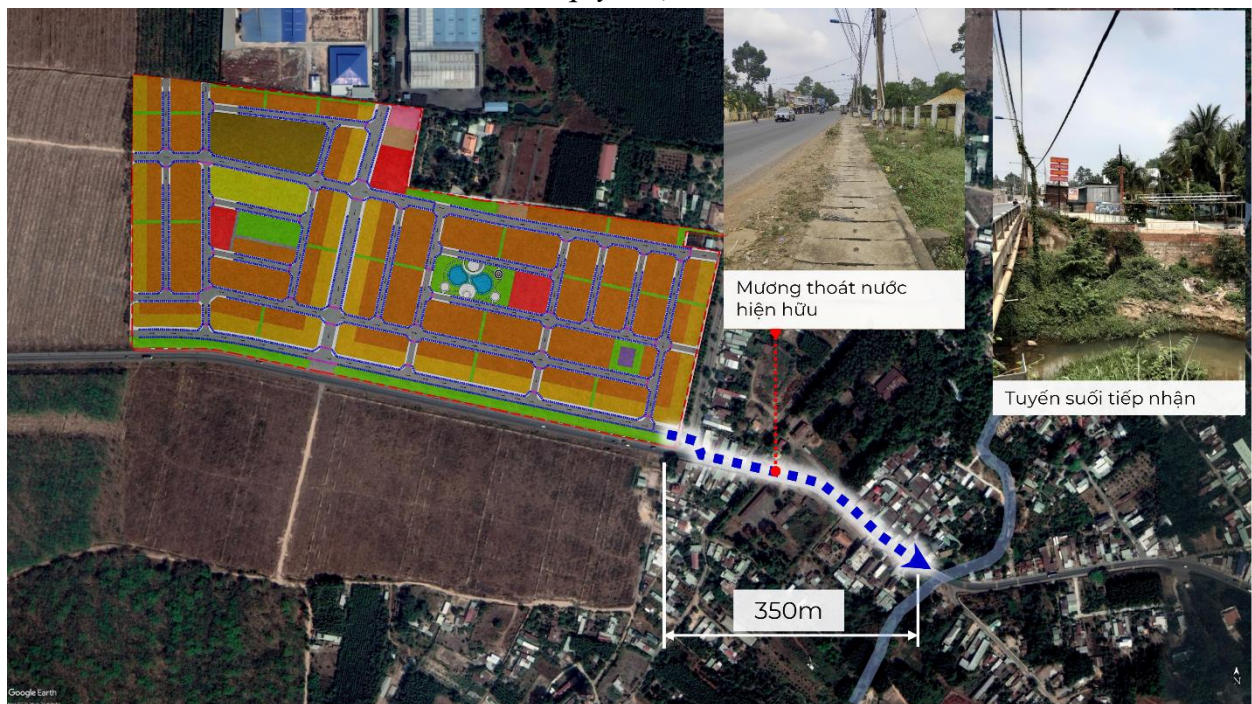 Mương thoát nước
hiện hữu
Tuyến suối tiếp nhận
350m
Google Earth
N